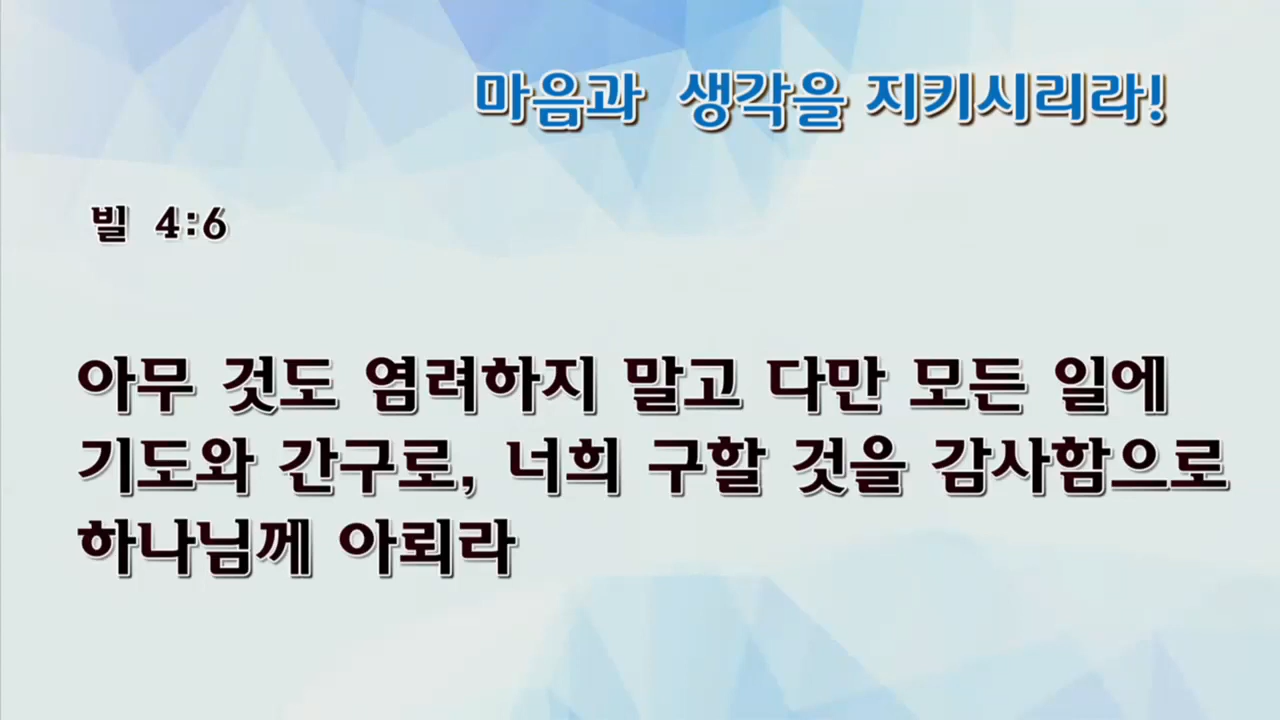 마음과 생각을 지키시리라!
빌 4:6
아무 것도 염려하지 말고 다만 모든 일에
기도와 간구로, 너희 구할 것을 감사함으로
하나님께 아뢰라